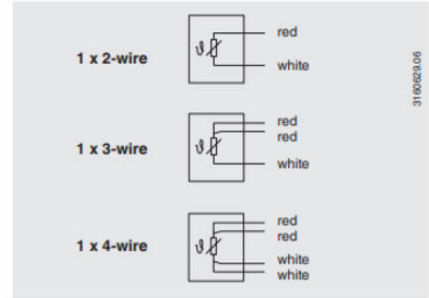 1 x 2-wire
red
white
1 x 3-wire
red
red
white
1 x 4-wire
red
red
white
white
3160629.06
ϑ
ϑ
ϑ